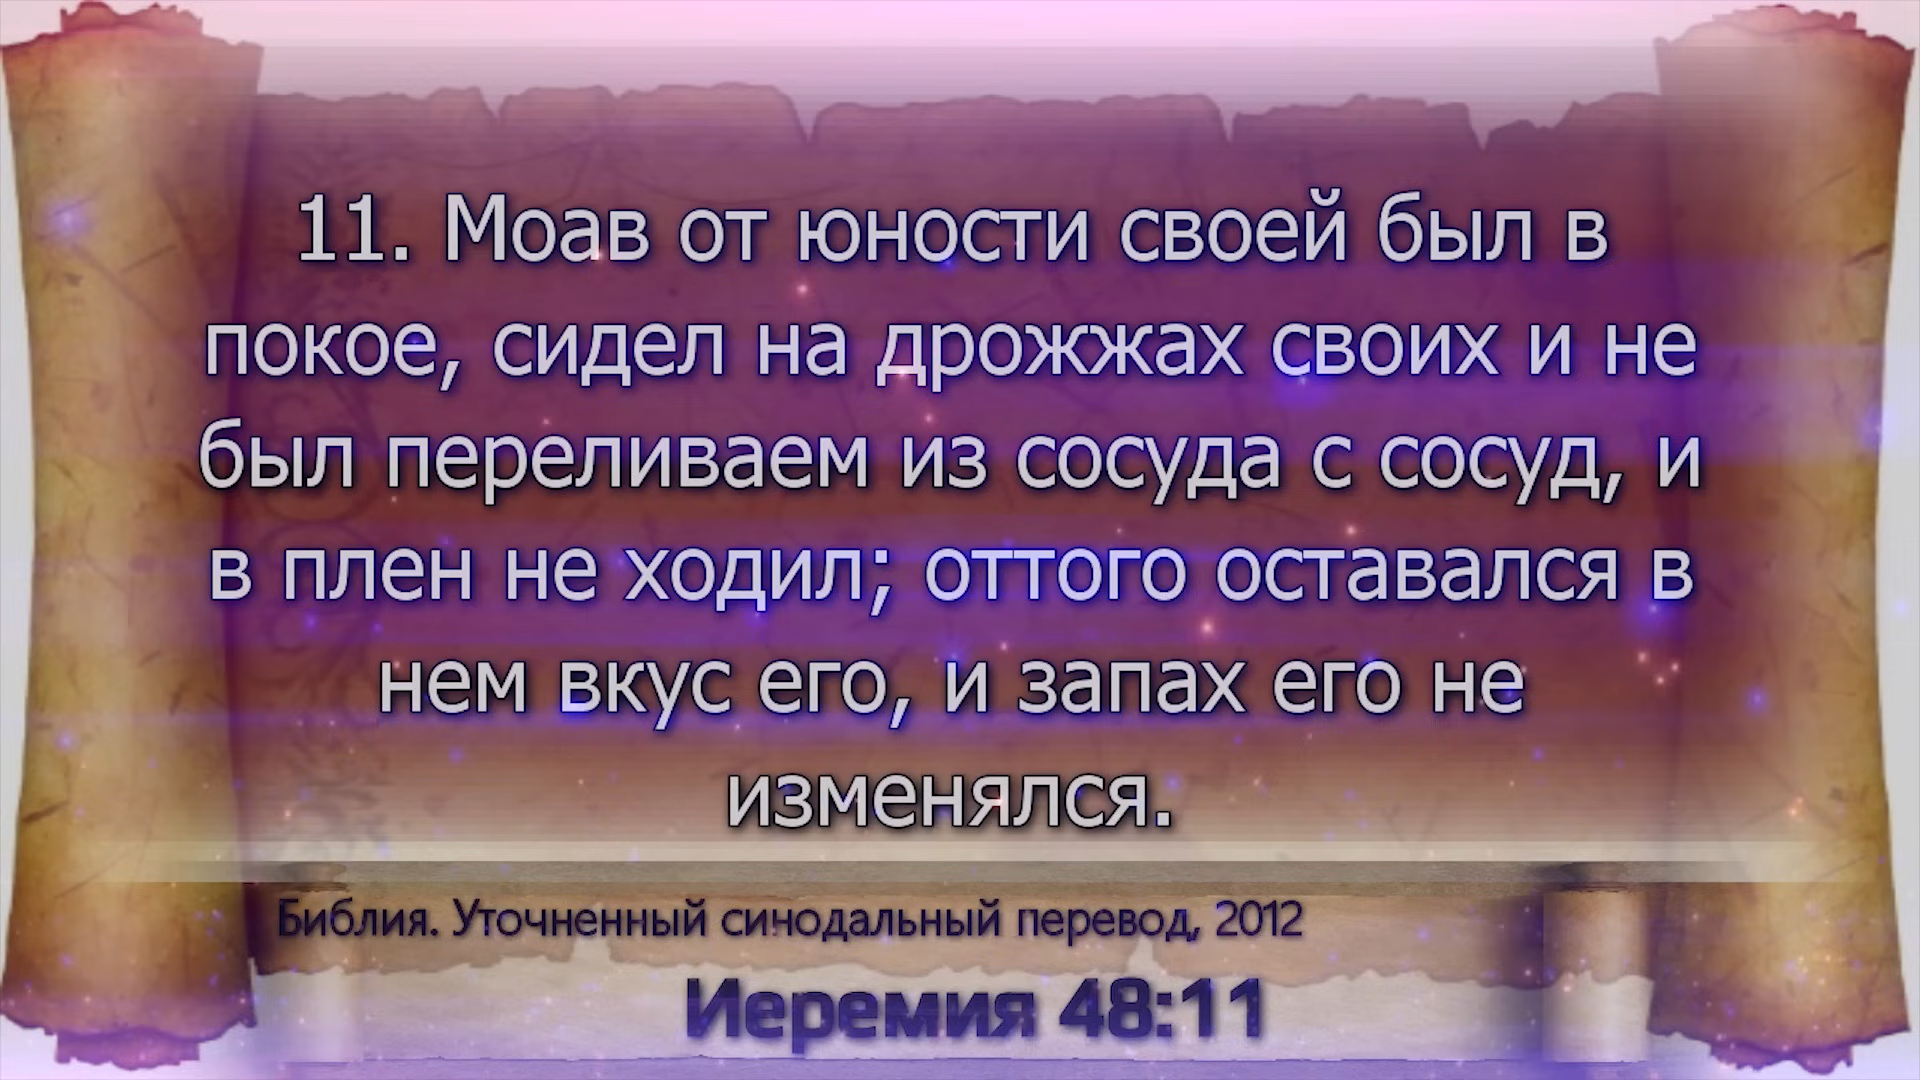 11. Моав от юности своей был в
покое, сидел на дрожжах своих и не
был переливаем из сосуда с сосуд, и
в плен не ходил; оттого оставался в
нем вкус его, и запах его не
изменялся.
Библия. Уточненный синодальный перевод, 2012
Иеремия 48:11